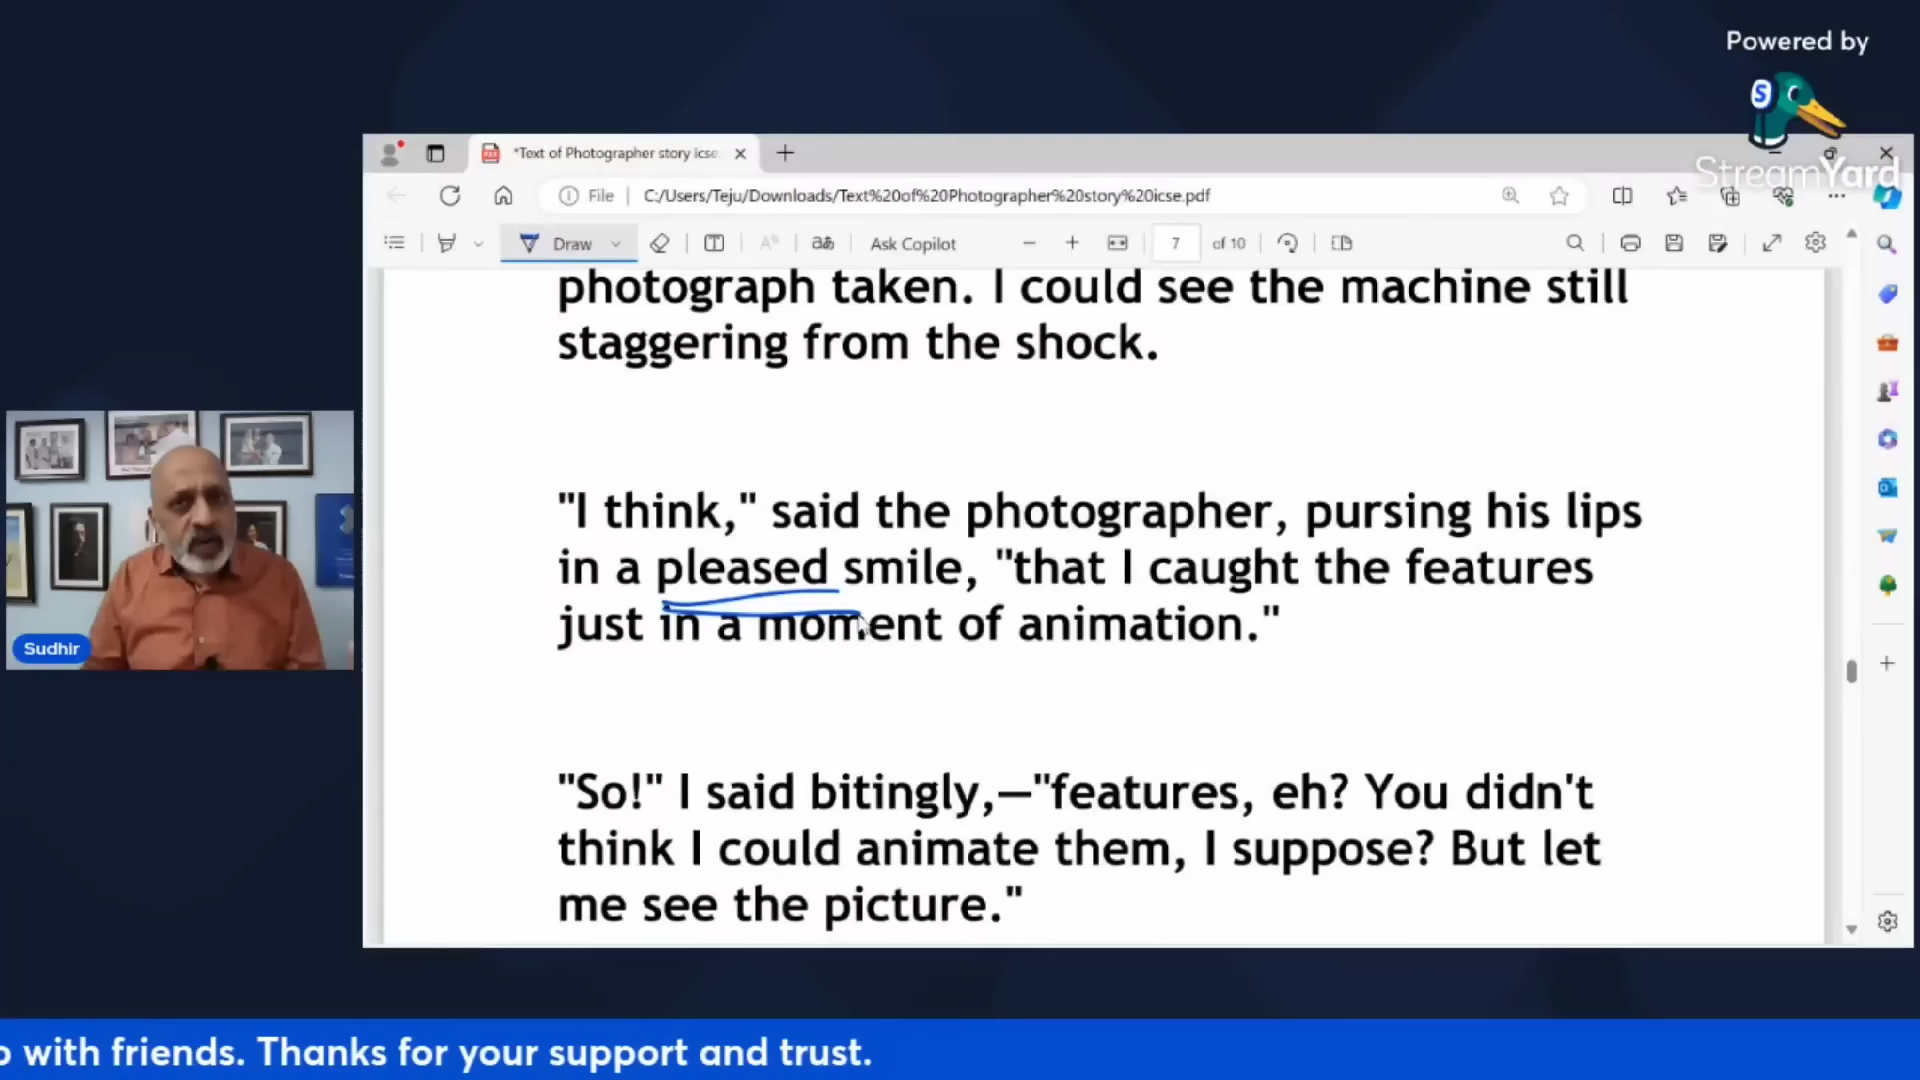 Powered by
S
StreamYard
*Text of Photographer story icse
File
C:/Users/Teju/Downloads/Text%20of%20Photographer%20story%20icse.pdf
Draw
Ask Copilot
7
of 10
photograph taken. I could see the machine still
staggering from the shock.
"I think," said the photographer, pursing his lips
in a pleased smile, "that I caught the features
just in a moment of animation."
"So!" I said bitingly,—"features, eh? You didn't
think I could animate them, I suppose? But let
me see the picture."
Sudhir
with friends. Thanks for your support and trust.